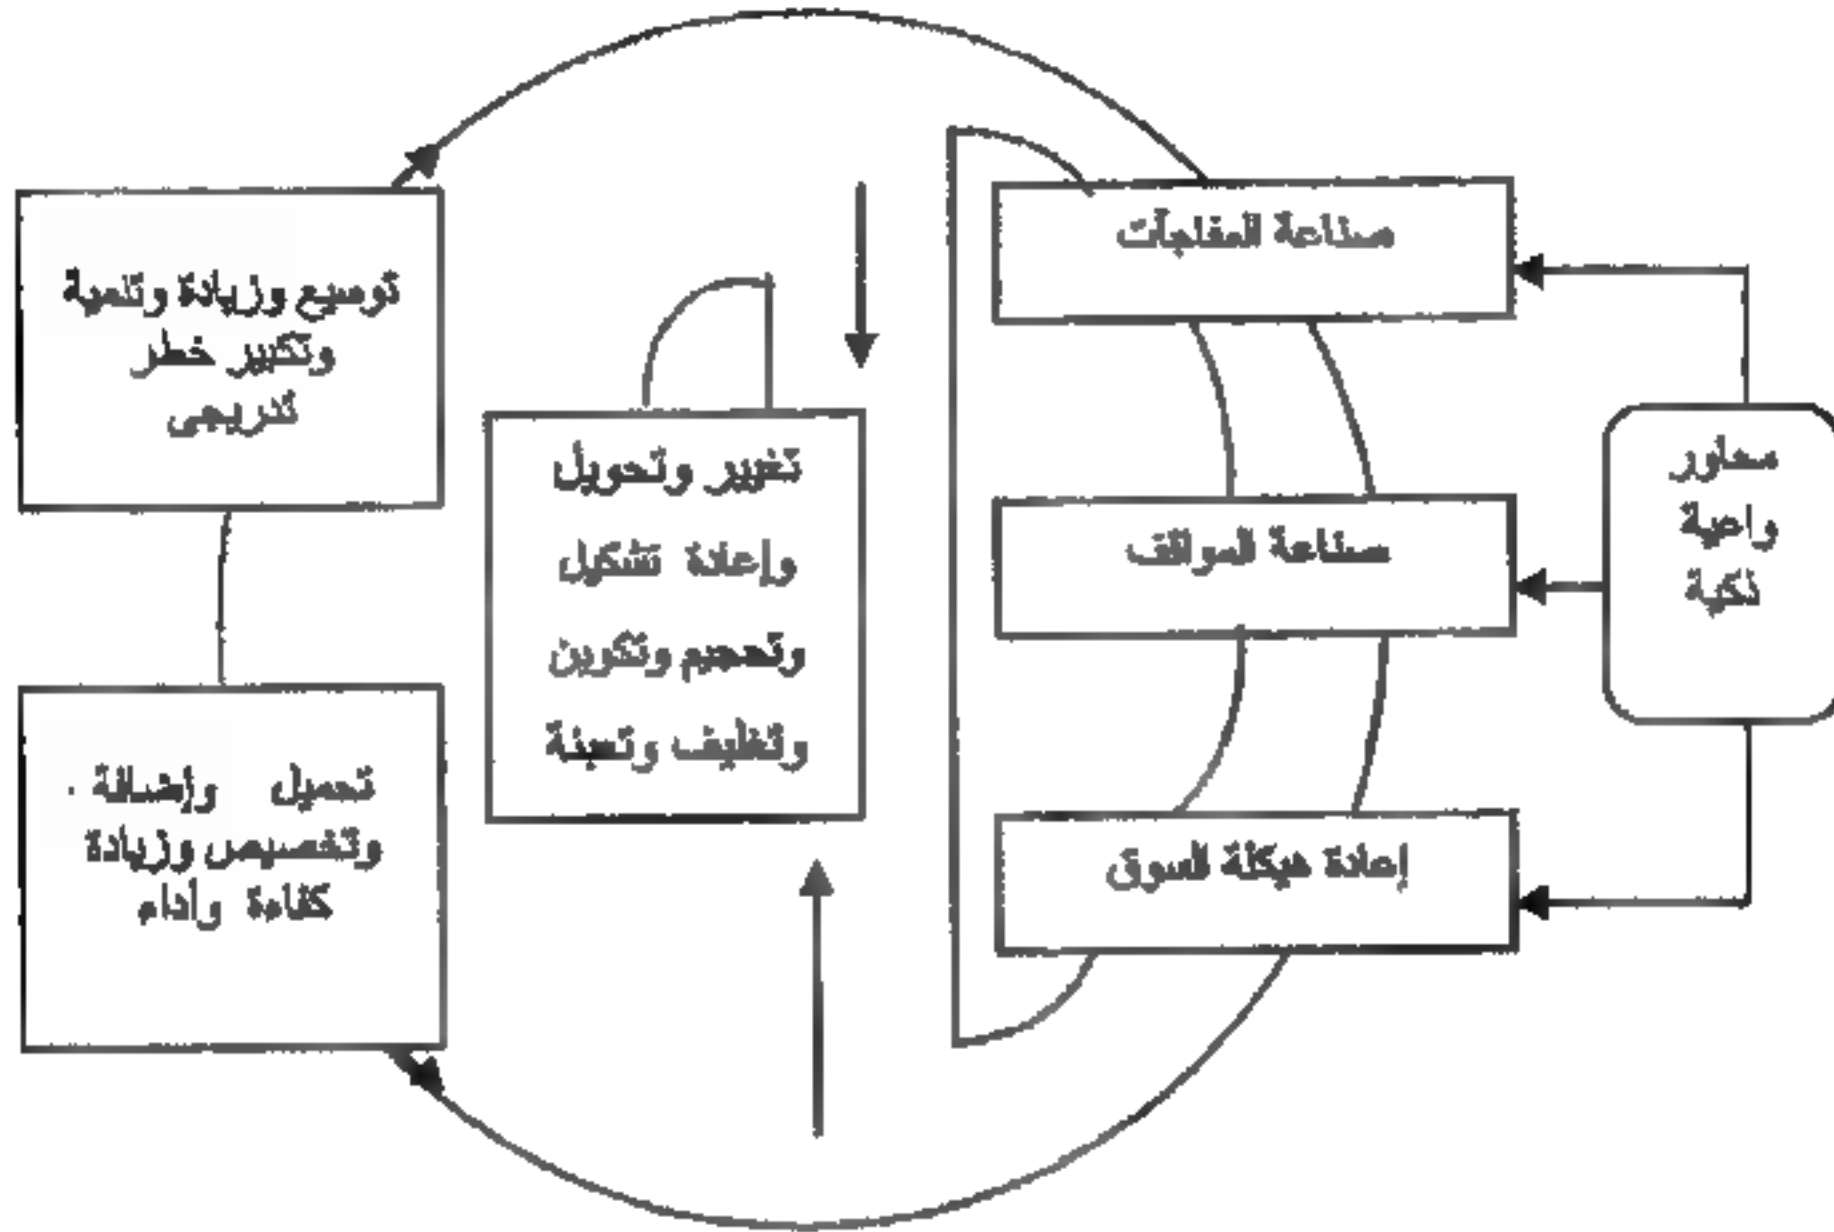 محاور
واعية
ذكية
صناعة المفاجآت
صناعة المواقف
إعادة هيكلة السوق
تغيير وتحويل
وإعادة تشكيل
وتحجيم وتكوين
وتغليف وتعبئة
توسيع وزيادة وتنمية
وتكبير خطر
تدريجى
تحميل وإضافة
وتخصيص وزيادة
كفاءة وأداء